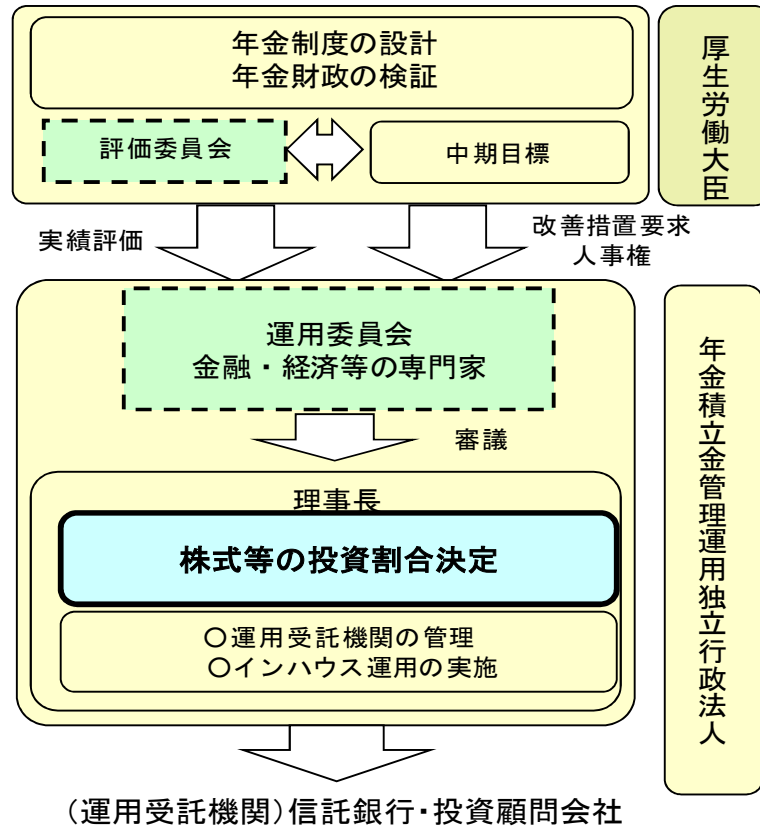 年金制度の設計
年金財政の検証
厚生労働大臣
評価委員会
中期目標
実績評価
改善措置要求
人事権
運用委員会
金融・経済等の専門家
審議
年金積立金管理運用独立行政法人
理事長
株式等の投資割合決定
○運用受託機関の管理
○インハウス運用の実施
（運用受託機関）信託銀行・投資顧問会社